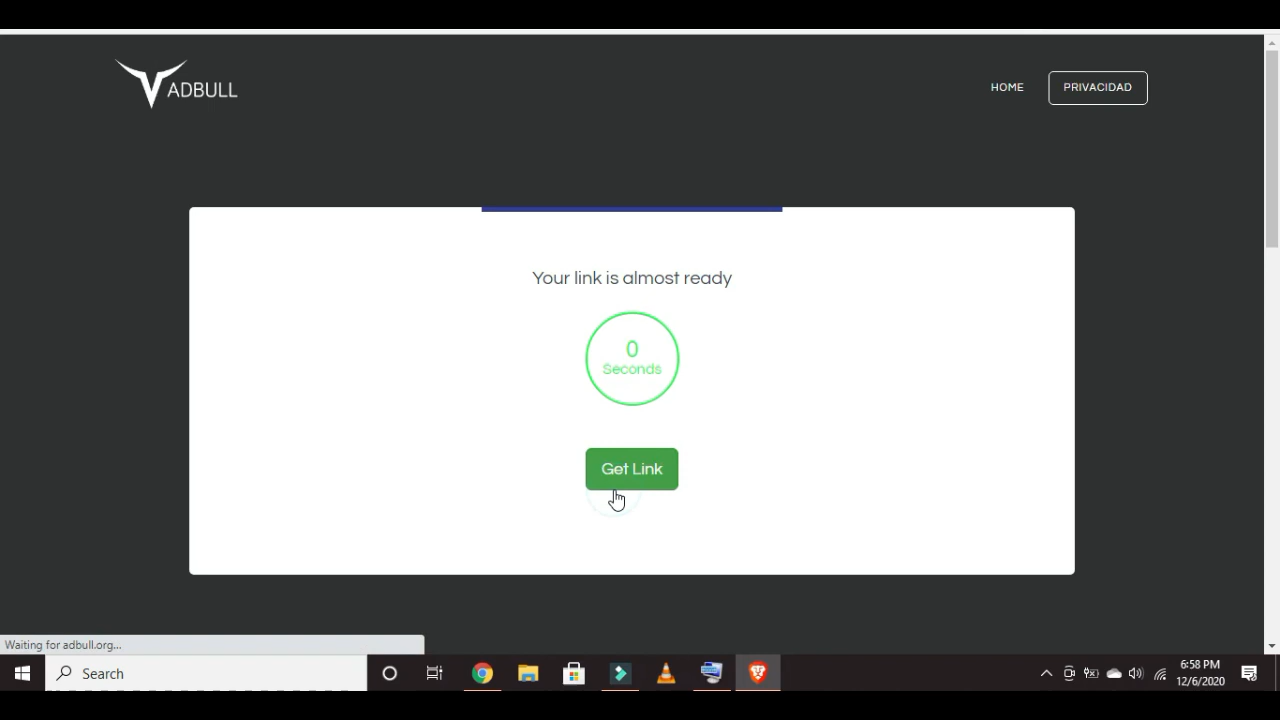 ADBULL
HOME
PRIVACIDAD
Your link is almost ready
0
Seconds
Get Link
Waiting for adbull.org...
Search
6:58 PM
12/6/2020